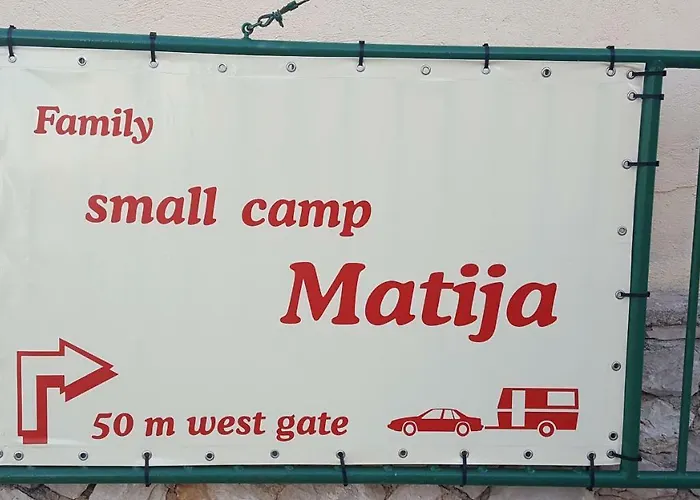 Family
small camp
Matija
50 m west gate